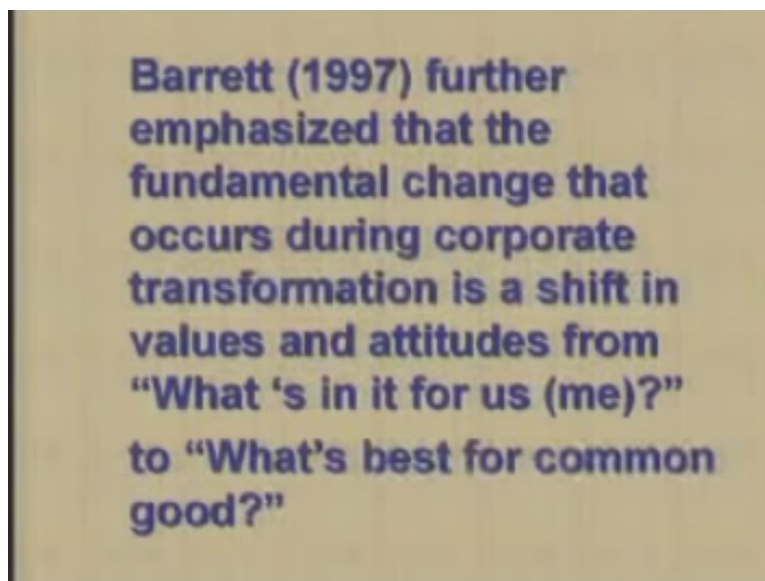 Barrett (1997) further
emphasized that the
fundamental change that
occurs during corporate
transformation is a shift in
values and attitudes from
“What ‘s in it for us (me)?”
to “What’s best for common
good?”